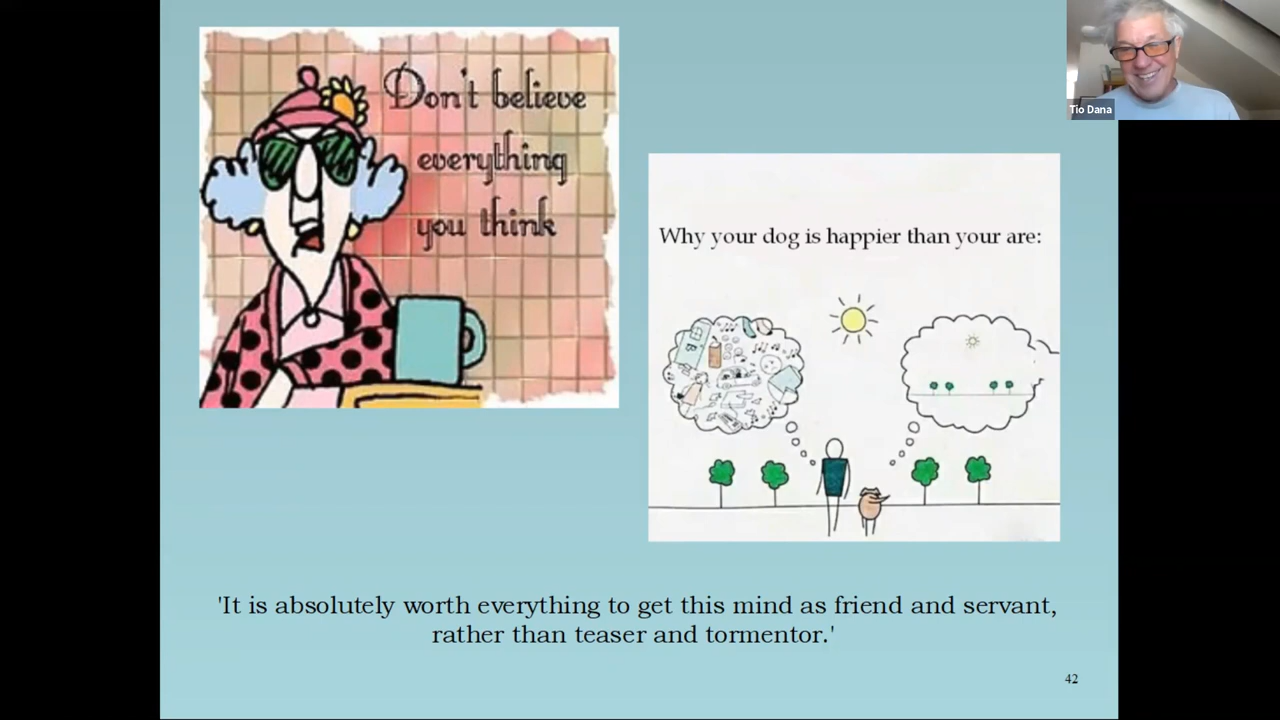 Don't believe
everything
you think
Tio Dana
Why your dog is happier than your are:
'It is absolutely worth everything to get this mind as friend and servant,
rather than teaser and tormentor.'
42